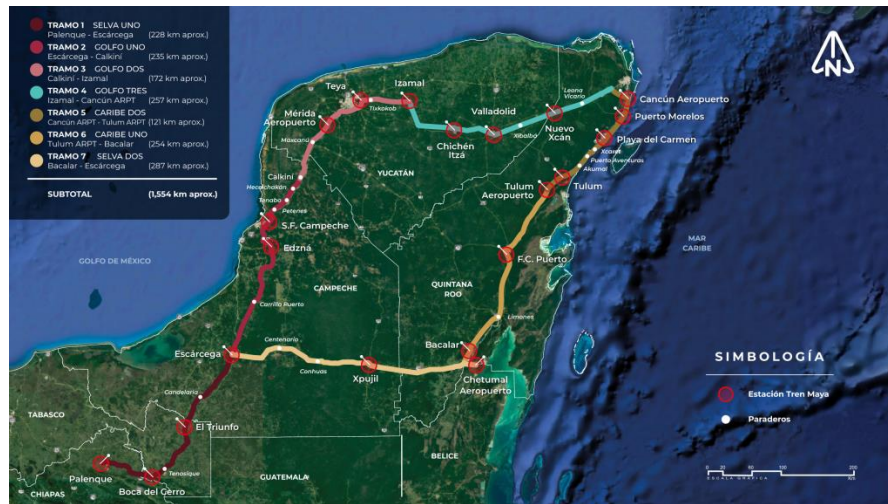 TRAMO 1 SELVA UNO
Palenque - Escárcega (228 km aprox.)
TRAMO 2 GOLFO UNO
Escárcega - Calkiní (235 km aprox.)
TRAMO 3 GOLFO DOS
Calkiní - Izamal (172 km aprox.)
TRAMO 4 GOLFO TRES
Izamal - Cancún ARPT (257 km aprox.)
TRAMO 5 CARIBE DOS
Cancún ARPT - Tulum ARPT (121 km aprox.)
TRAMO 6 CARIBE UNO
Tulum ARPT - Bacalar (254 km aprox.)
TRAMO 7 SELVA DOS
Bacalar - Escárcega (287 km aprox.)
SUBTOTAL (1,554 km aprox.)
N
Teya
Izamal
Tixkokob
Leona Vicario
Cancún Aeropuerto
Puerto Morelos
Mérida Aeropuerto
Valladolid
Xibalba
Nuevo Xcán
Playa del Carmen
Chichén Itzá
Maxcanú
Xcaret
Puerto Aventuras
Akumal
YUCATÁN
Calkiní
Hecelchakán
Tenabo
Petenes
Tulum Aeropuerto
Tulum
S.F. Campeche
Edzná
MAR CARIBE
GOLFO DE MÉXICO
F.C. Puerto
CAMPECHE
QUINTANA ROO
Carrillo Puerto
Limones
Centenario
Bacalar
Escárcega
Conhuas
Xpujil
Chetumal Aeropuerto
SIMBOLOGÍA
Estación Tren Maya
Paraderos
Candelaria
TABASCO
El Triunfo
Tenosique
Palenque
Boca del Cerro
GUATEMALA
BELICE
CHIAPAS
ESCALA GRÁFICA